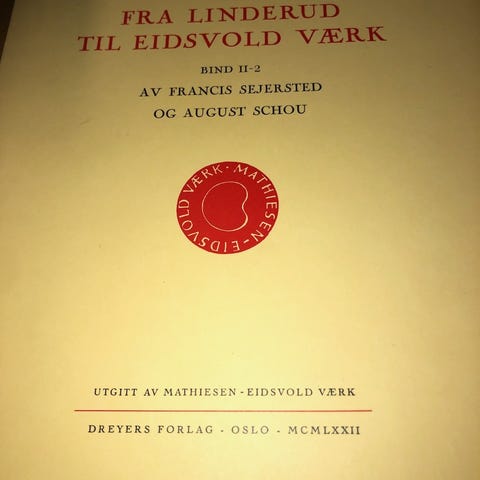 FRA LINDERUD
TIL EIDSVOLD VÆRK
BIND II-2
AV FRANCIS SEJERSTED
OG AUGUST SCHOU
MATHIESEN-EIDSVOLD VÆRK·
UTGITT AV MATHIESEN-EIDSVOLD VÆRK
DREYERS FORLAG · OSLO · MCMLXXII